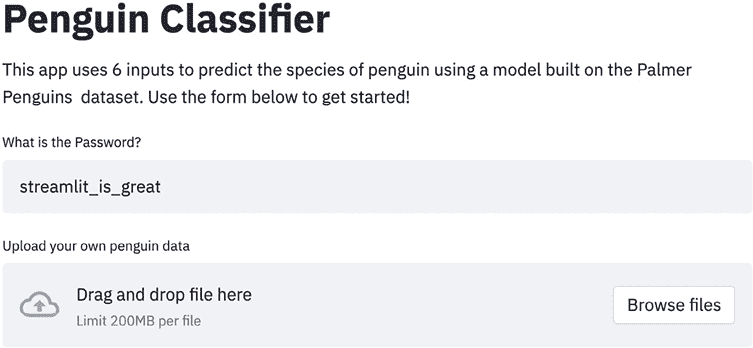 Penguin Classifier
This app uses 6 inputs to predict the species of penguin using a model built on the Palmer
Penguins dataset. Use the form below to get started!
What is the Password?
streamlit_is_great
Upload your own penguin data
Drag and drop file here
Limit 200MB per file
Browse files